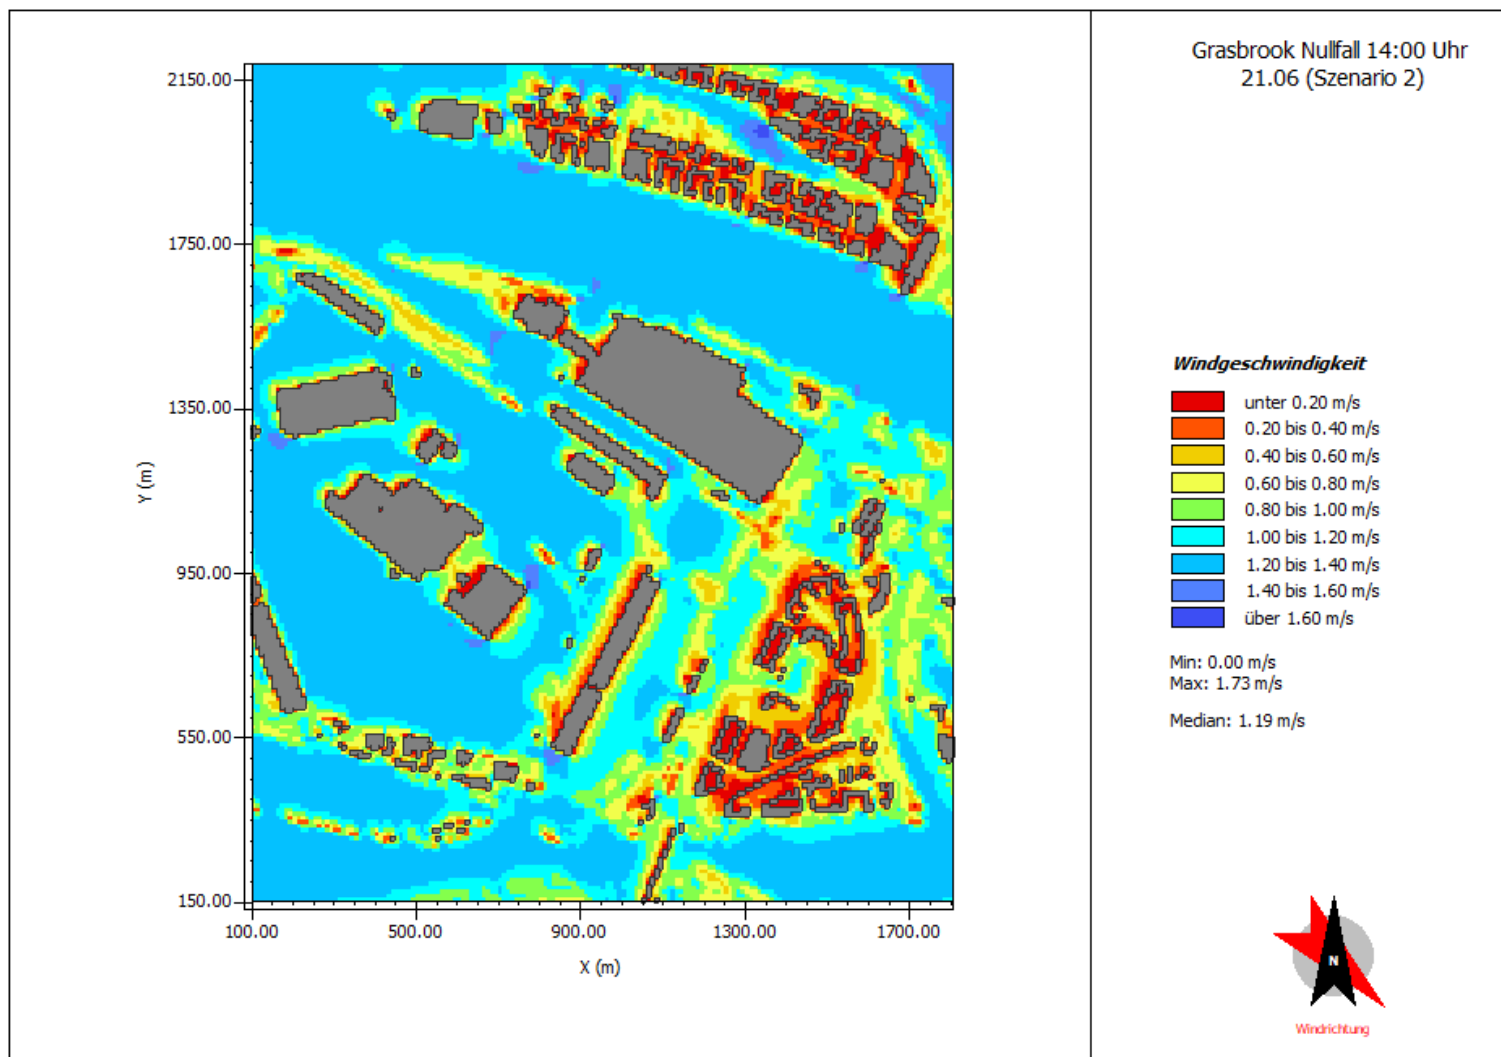 Grasbrook Nullfall 14:00 Uhr
21.06 (Szenario 2)
2150.00
1750.00
1350.00
950.00
550.00
150.00
Y (m)
100.00 500.00 900.00 1300.00 1700.00
X (m)
Windgeschwindigkeit
unter 0.20 m/s
0.20 bis 0.40 m/s
0.40 bis 0.60 m/s
0.60 bis 0.80 m/s
0.80 bis 1.00 m/s
1.00 bis 1.20 m/s
1.20 bis 1.40 m/s
1.40 bis 1.60 m/s
über 1.60 m/s
Min: 0.00 m/s
Max: 1.73 m/s
Median: 1.19 m/s
N
Windrichtung